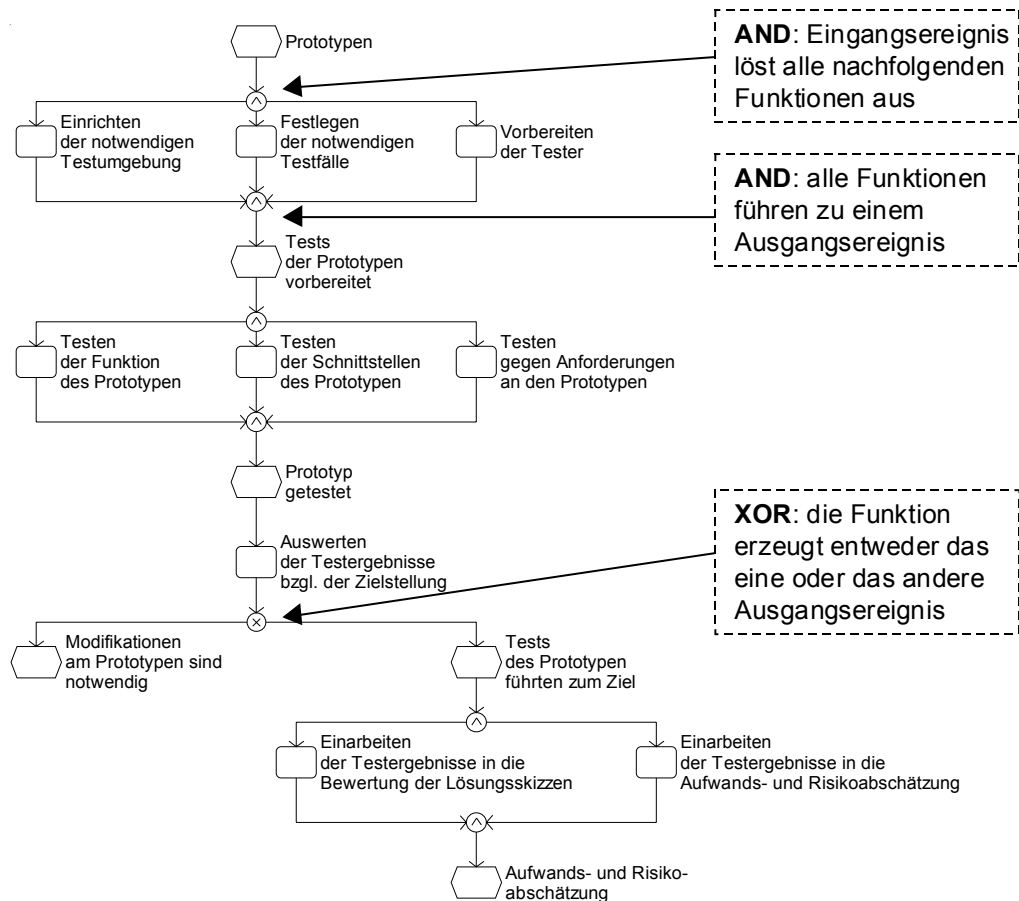 Prototypen
AND: Eingangsereignis
löst alle nachfolgenden
Funktionen aus
Einrichten
der notwendigen
Testumgebung
Festlegen
der notwendigen
Testfälle
Vorbereiten
der Tester
AND: alle Funktionen
führen zu einem
Ausgangsereignis
Tests
der Prototypen
vorbereitet
Testen
der Funktion
des Prototypen
Testen
der Schnittstellen
des Prototypen
Testen
gegen Anforderungen
an den Prototypen
Prototyp
getestet
XOR: die Funktion
erzeugt entweder das
eine oder das andere
Ausgangsereignis
Auswerten
der Testergebnisse
bzgl. der Zielstellung
Modifikationen
am Prototypen sind
notwendig
Tests
des Prototypen
führten zum Ziel
Einarbeiten
der Testergebnisse in die
Bewertung der Lösungsskizzen
Einarbeiten
der Testergebnisse in die
Aufwands- und Risikoabschätzung
Aufwands- und Risiko-
abschätzung